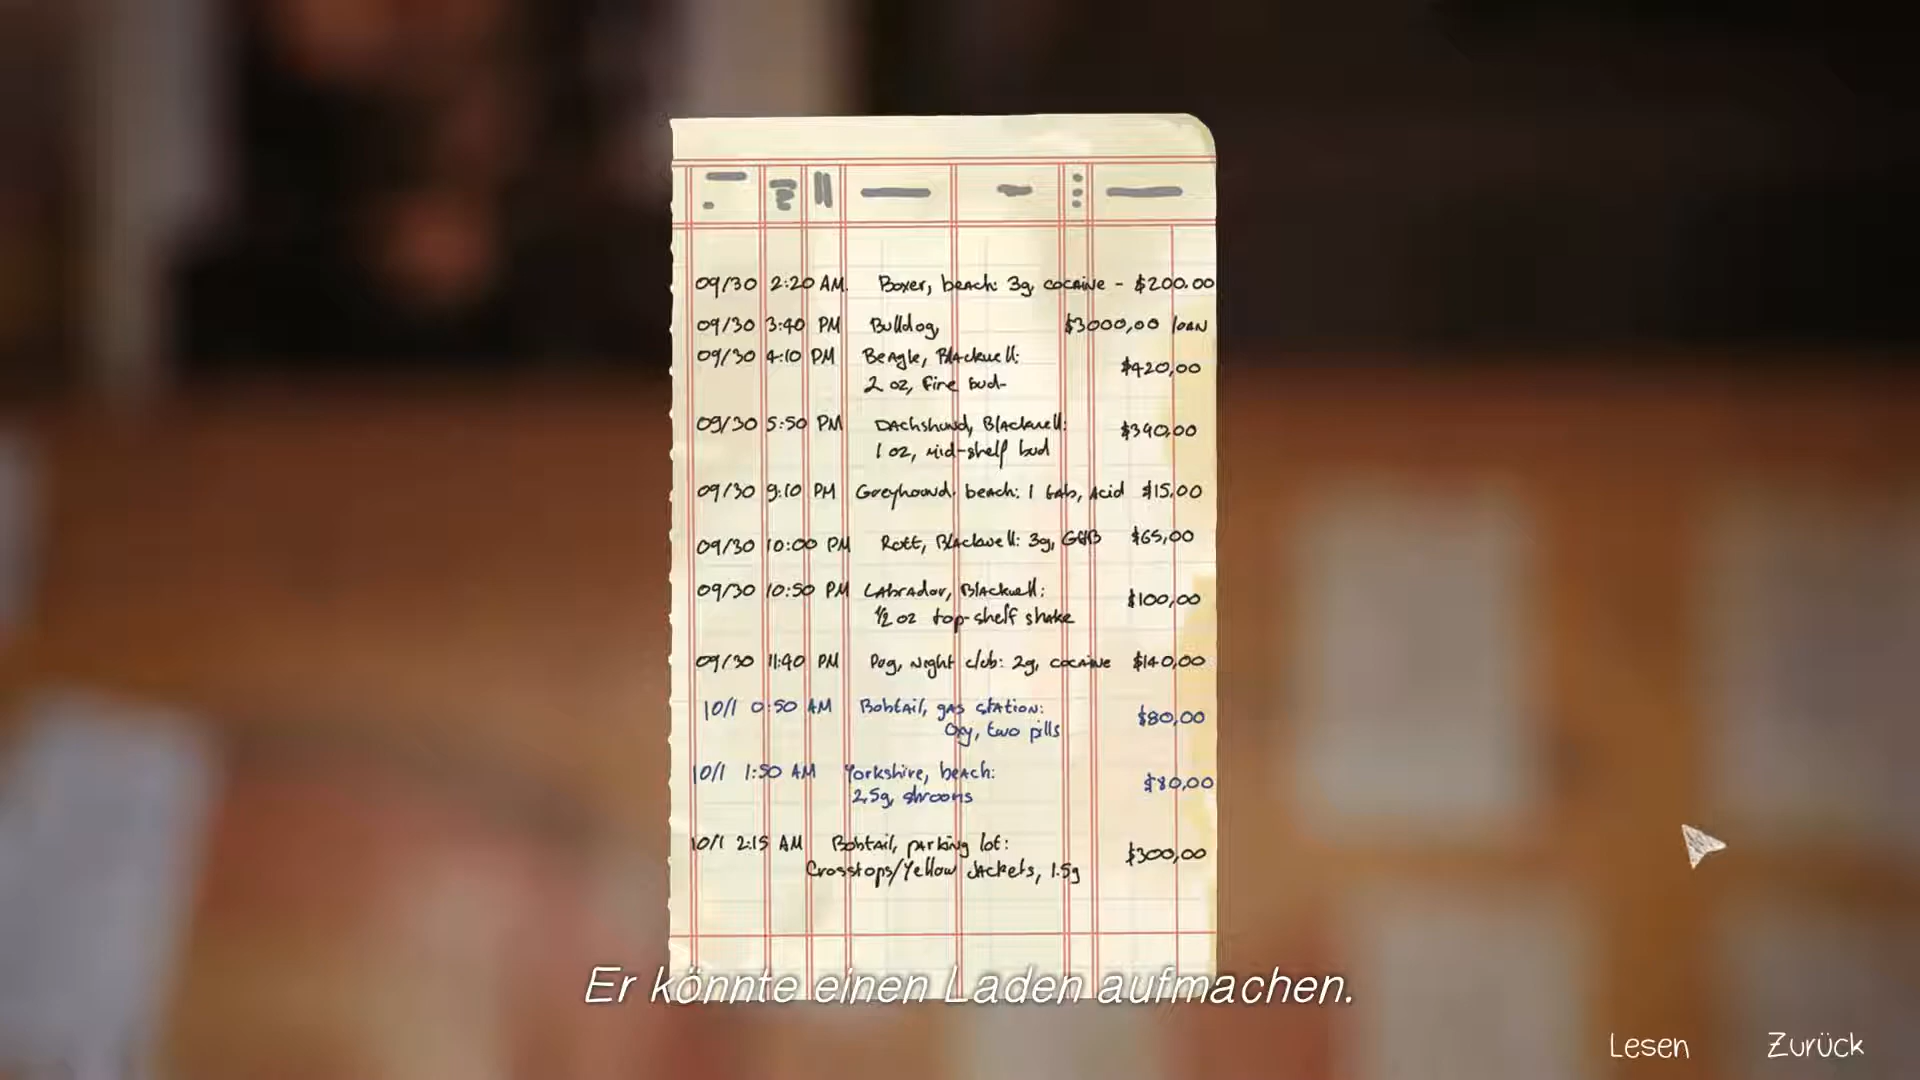 09/30 2:20 AM. Boxer, beach: 3g, cocaine - $200.00
09/30 3:40 PM Bulldog, $3000,00 loan
09/30 4:10 PM Beagle, Blackwell:
2 oz, fire bud- $420,00
09/30 5:50 PM Dachshund, Blackwell: $340,00
1 oz, mid-shelf bud
09/30 9:10 PM Greyhound, beach: 1 tab, acid $15,00
09/30 10:00 PM Rott, Blackwell: 3g, GHB $65,00
09/30 10:50 PM Labrador, Blackwell: $100,00
1/2 oz top-shelf shake
09/30 11:40 PM Pug, night club: 2g, cocaine $140,00
10/1 0:50 AM Bobtail, gas station: $80,00
Oxy, two pills
10/1 1:50 AM Yorkshire, beach: $80,00
2,5g, shrooms
10/1 2:15 AM Bobtail, parking lot: $300,00
Crosstops/Yellow Jackets, 1.5g
Er könnte einen Laden aufmachen.
Lesen Zurück